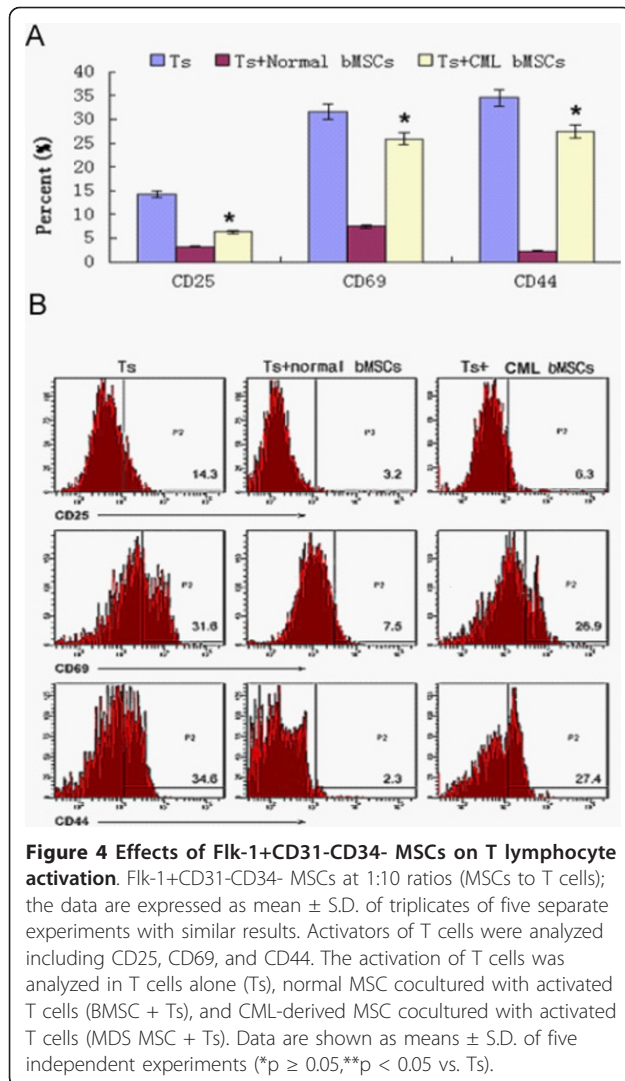 A
Ts Ts+Normal bMSCs Ts+CML bMSCs
Percent (%)
40
35
30
25
20
15
10
5
0
* * *
CD25 CD69 CD44
B
Ts Ts+normal bMSCs Ts+ CML bMSCs
P2 P2
14.3 3.2 6.3
CD25
P2 P2 P2
31.6 7.5 26.9
CD69
P2 P2 P2
34.6 2.3 27.4
CD44
Figure 4 Effects of Flk-1+CD31-CD34- MSCs on T lymphocyte
activation. Flk-1+CD31-CD34- MSCs at 1:10 ratios (MSCs to T cells);
the data are expressed as mean ± S.D. of triplicates of five separate
experiments with similar results. Activators of T cells were analyzed
including CD25, CD69, and CD44. The activation of T cells was
analyzed in T cells alone (Ts), normal MSC cocultured with activated
T cells (BMSC + Ts), and CML-derived MSC cocultured with activated
T cells (MDS MSC + Ts). Data are shown as means ± S.D. of five
independent experiments (*p ≥ 0.05,**p < 0.05 vs. Ts).